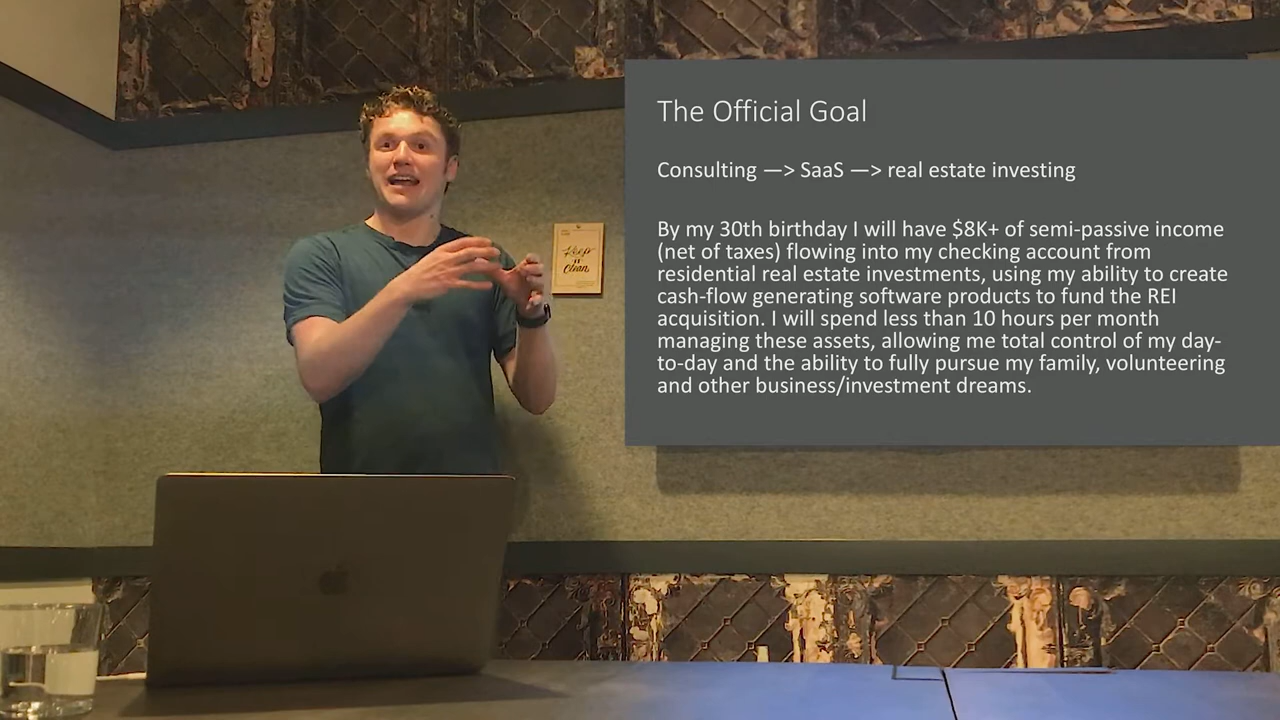 The Official Goal
Consulting —> SaaS —> real estate investing
By my 30th birthday I will have $8K+ of semi-passive income
(net of taxes) flowing into my checking account from
residential real estate investments, using my ability to create
cash-flow generating software products to fund the REI
acquisition. I will spend less than 10 hours per month
managing these assets, allowing me total control of my day-
to-day and the ability to fully pursue my family, volunteering
and other business/investment dreams.
Keep
it
Clean